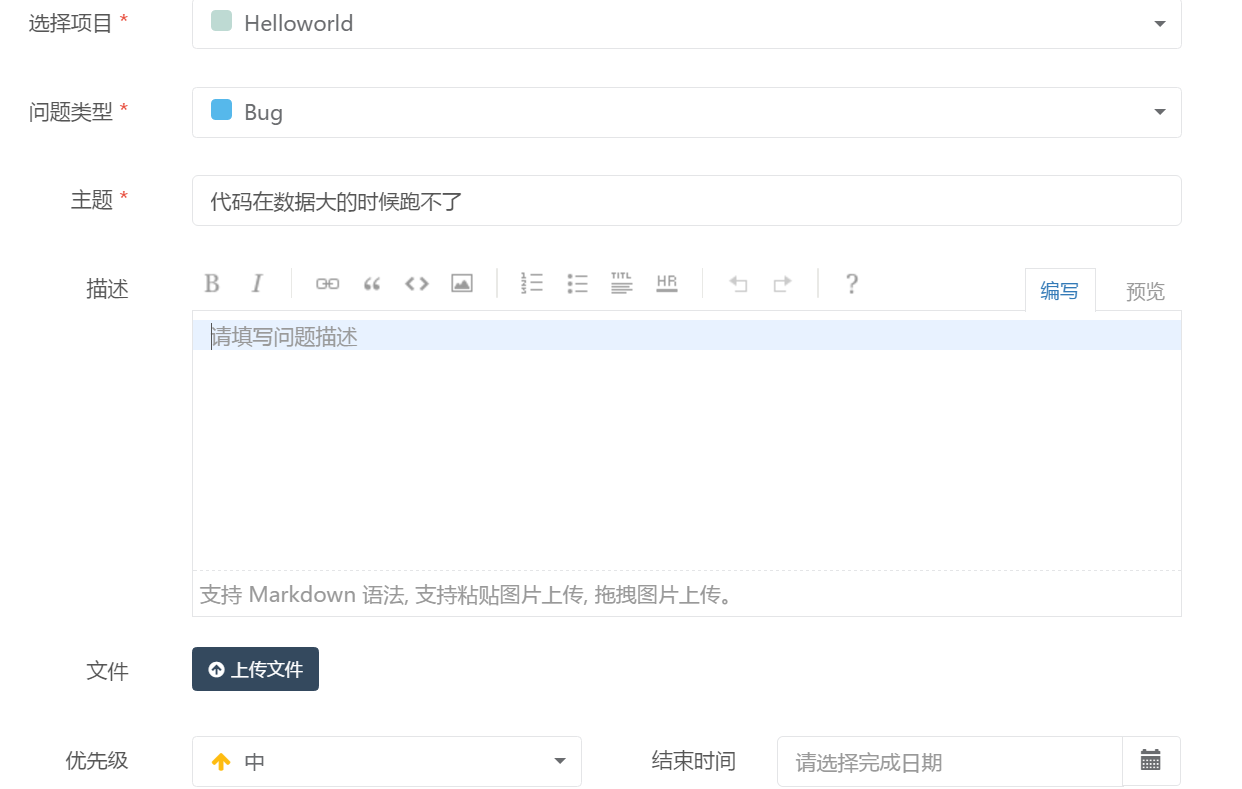 选择项目 * Helloworld
问题类型 * Bug
主题 * 代码在数据大的时候跑不了
描述 B I “ <> TITL HR ? 编写 预览
请填写问题描述
支持 Markdown 语法, 支持粘贴图片上传, 拖拽图片上传。
文件 上传文件
优先级 中 结束时间 请选择完成日期